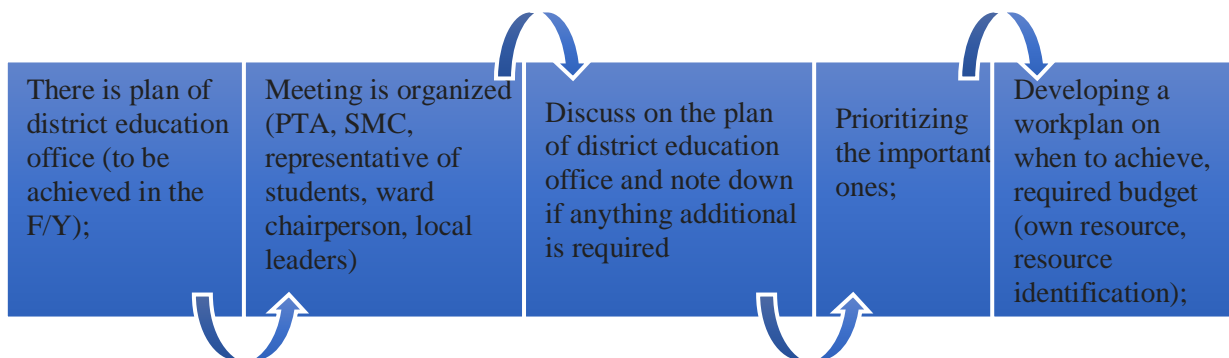 There is plan of
district education
office (to be
achieved in the
F/Y);
Meeting is organized
(PTA, SMC,
representative of
students, ward
chairperson, local
leaders)
Discuss on the plan
of district education
office and note down
if anything additional
is required
Prioritizing
the important
ones;
Developing a
workplan on
when to achieve,
required budget
(own resource,
resource
identification);